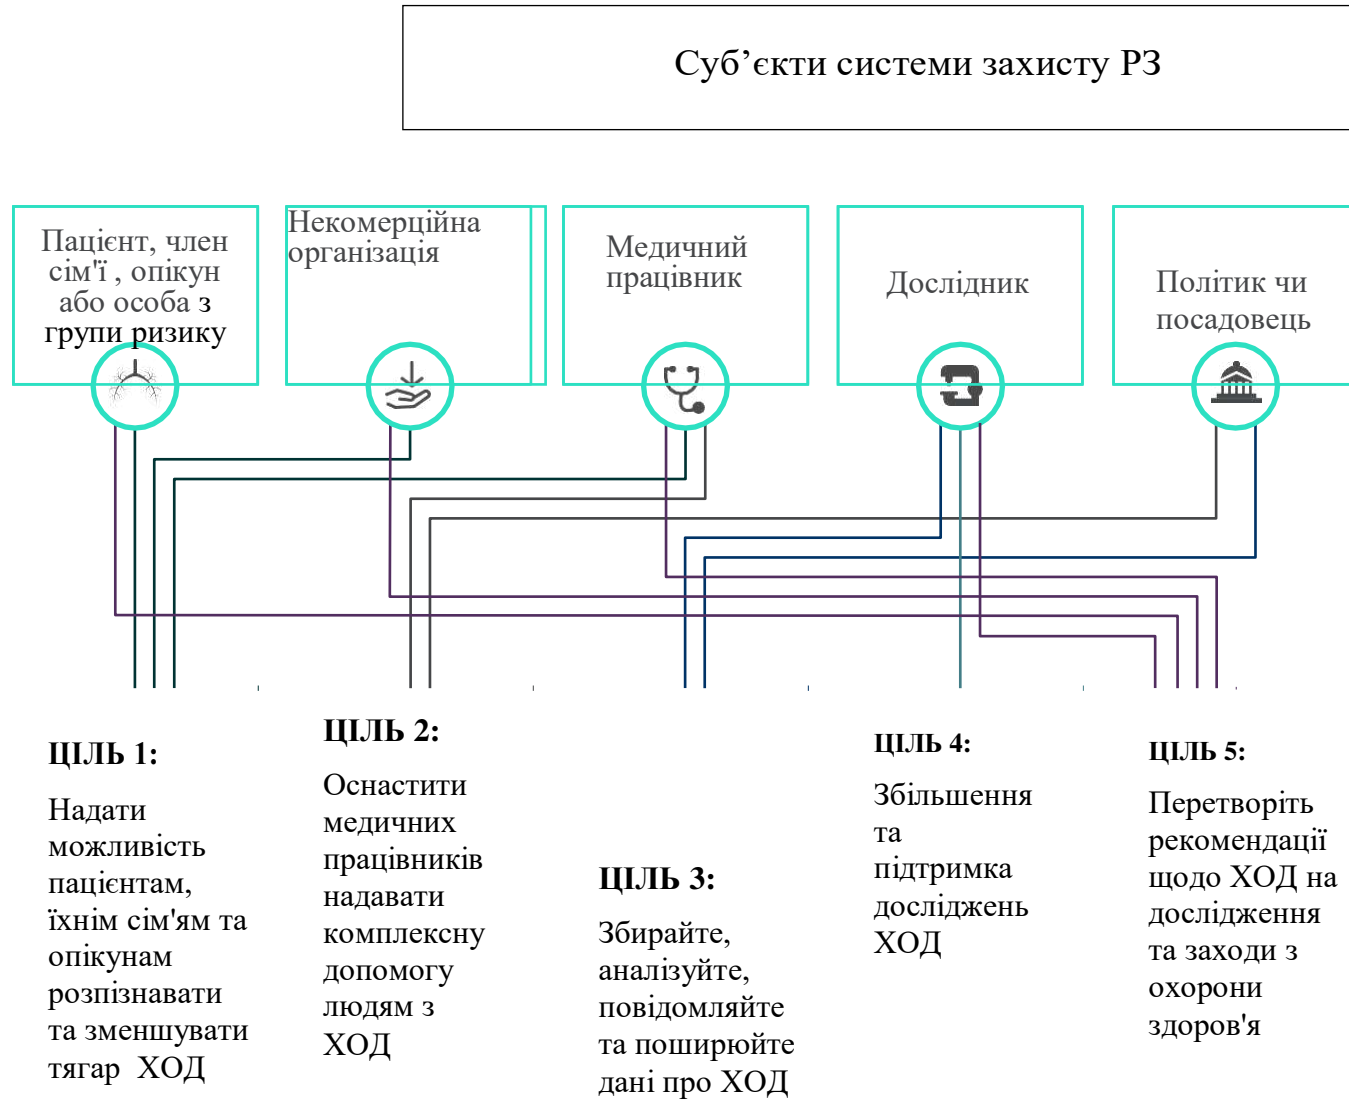 Суб’єкти системи захисту РЗ
Пацієнт, член
сім'ї , опікун
або особа з
групи ризику
Некомерційна
організація
Медичний
працівник
Дослідник
Політик чи
посадовець
ЦІЛЬ 1:
Надати
можливість
пацієнтам,
їхнім сім'ям та
опікунам
розпізнавати
та зменшувати
тягар ХОД
ЦІЛЬ 2:
Оснастити
медичних
працівників
надавати
комплексну
допомогу
людям з
ХОД
ЦІЛЬ 3:
Збирайте,
аналізуйте,
повідомляйте
та поширюйте
дані про ХОД
ЦІЛЬ 4:
Збільшення
та
підтримка
досліджень
ХОД
ЦІЛЬ 5:
Перетворіть
рекомендації
щодо ХОД на
дослідження
та заходи з
охорони
здоров'я